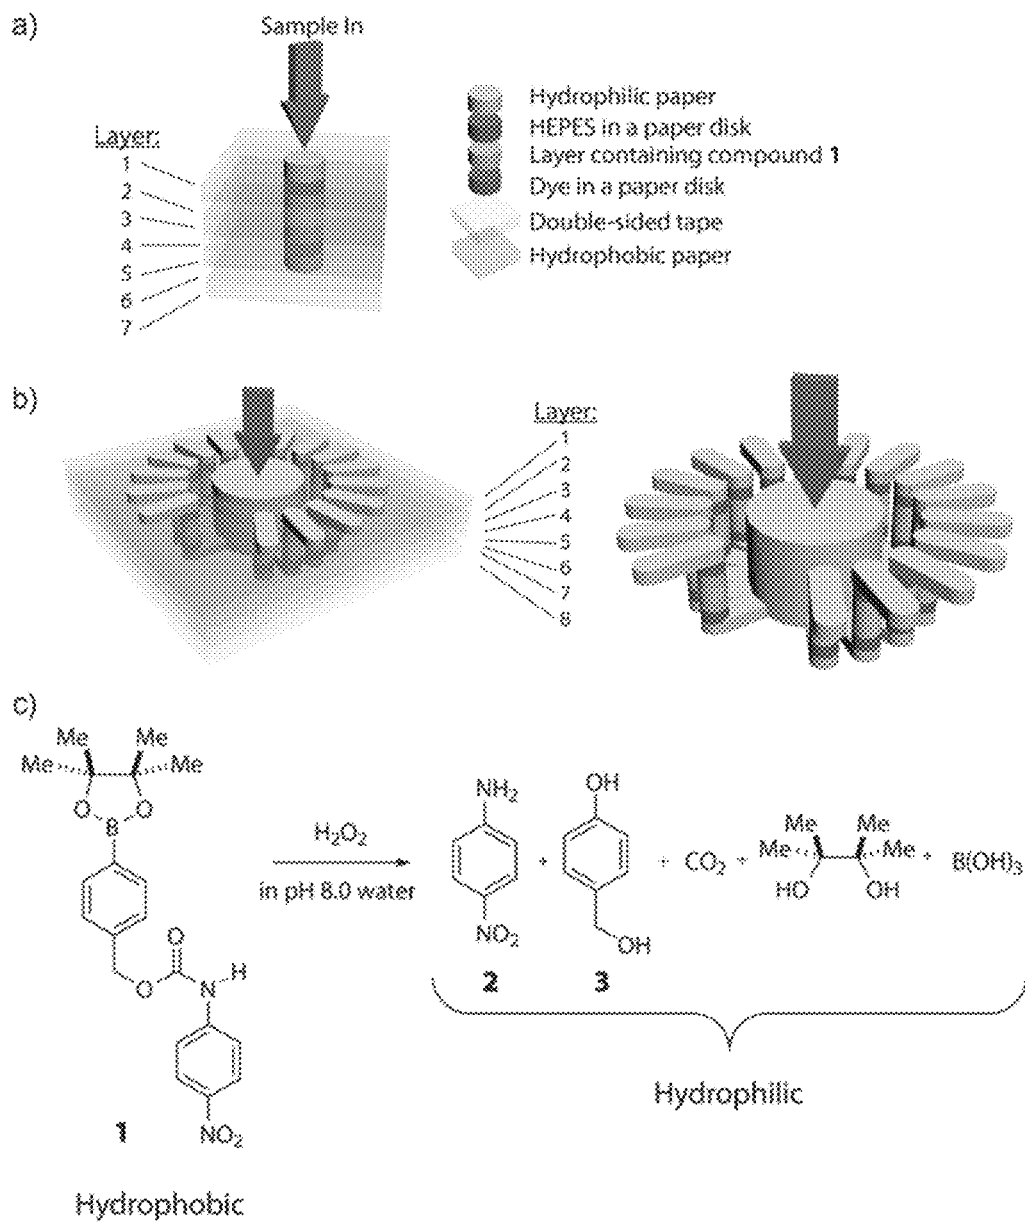 a)
Sample In
Layer:
1
2
3
4
5
6
7
Hydrophilic paper
HEPES in a paper disk
Layer containing compound 1
Dye in a paper disk
Double-sided tape
Hydrophobic paper
b)
Layer:
1
2
3
4
5
6
7
8
c)
Me Me
Me Me
O O
B
O
O N H
NO₂
1
Hydrophobic
H₂O₂
in pH 8.0 water
NH₂
NO₂
2
+
OH
OH
3
+ CO₂ +
Me Me
Me Me
HO OH
+ B(OH)₃
Hydrophilic